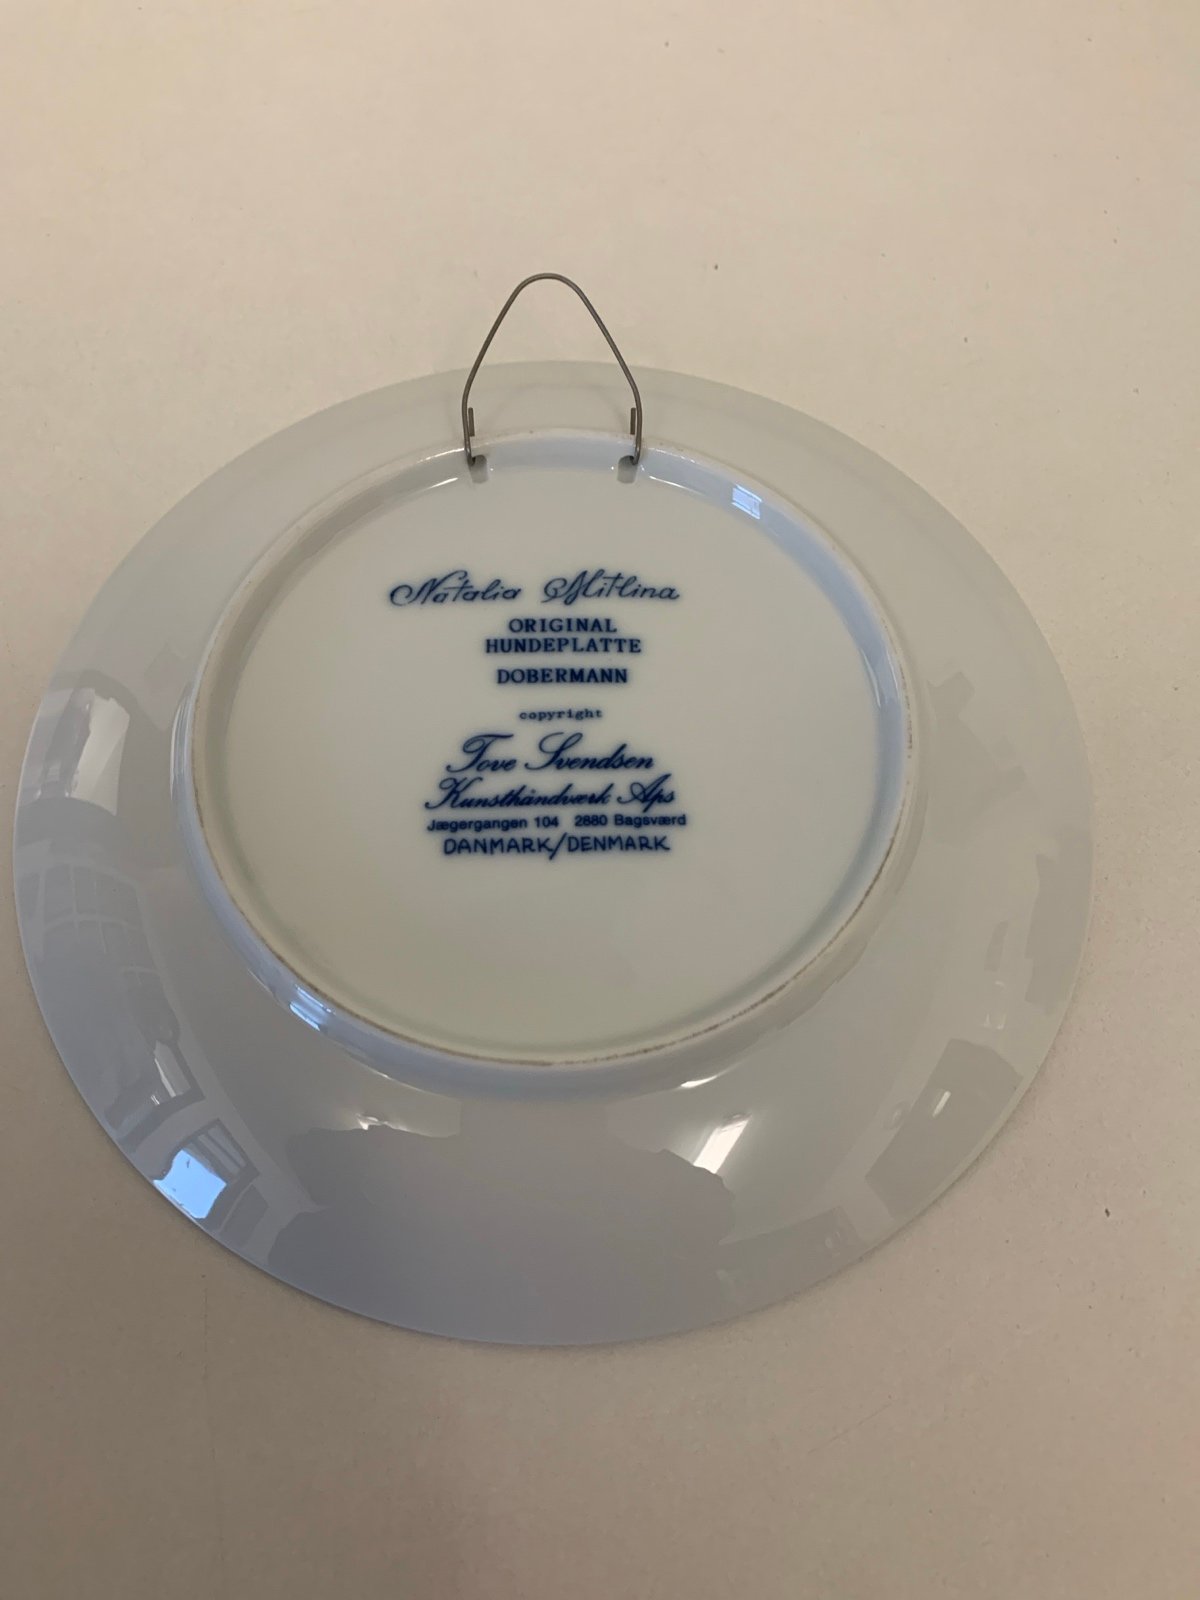 Natalia Mitlina
ORIGINAL
HUNDEPLATTE
DOBERMANN
copyright
Tove Svendsen
Kunsthåndværk Aps
Jægergangen 104 2880 Bagsværd
DANMARK/DENMARK